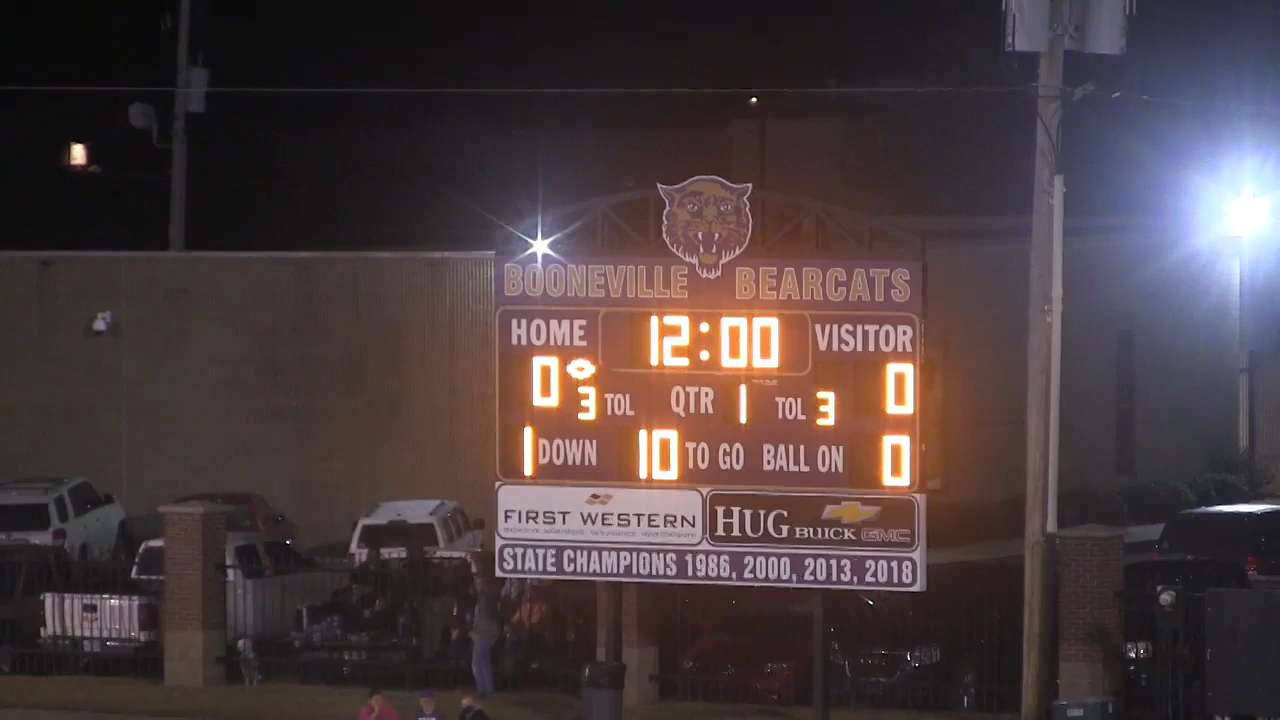 BOONEVILLE BEARCATS
HOME 12:00 VISITOR
0 0
3 TOL QTR 1 TOL 3
1 DOWN 10 TO GO BALL ON 0
FIRST WESTERN
HUG BUICK GMC
STATE CHAMPIONS 1986, 2000, 2013, 2018